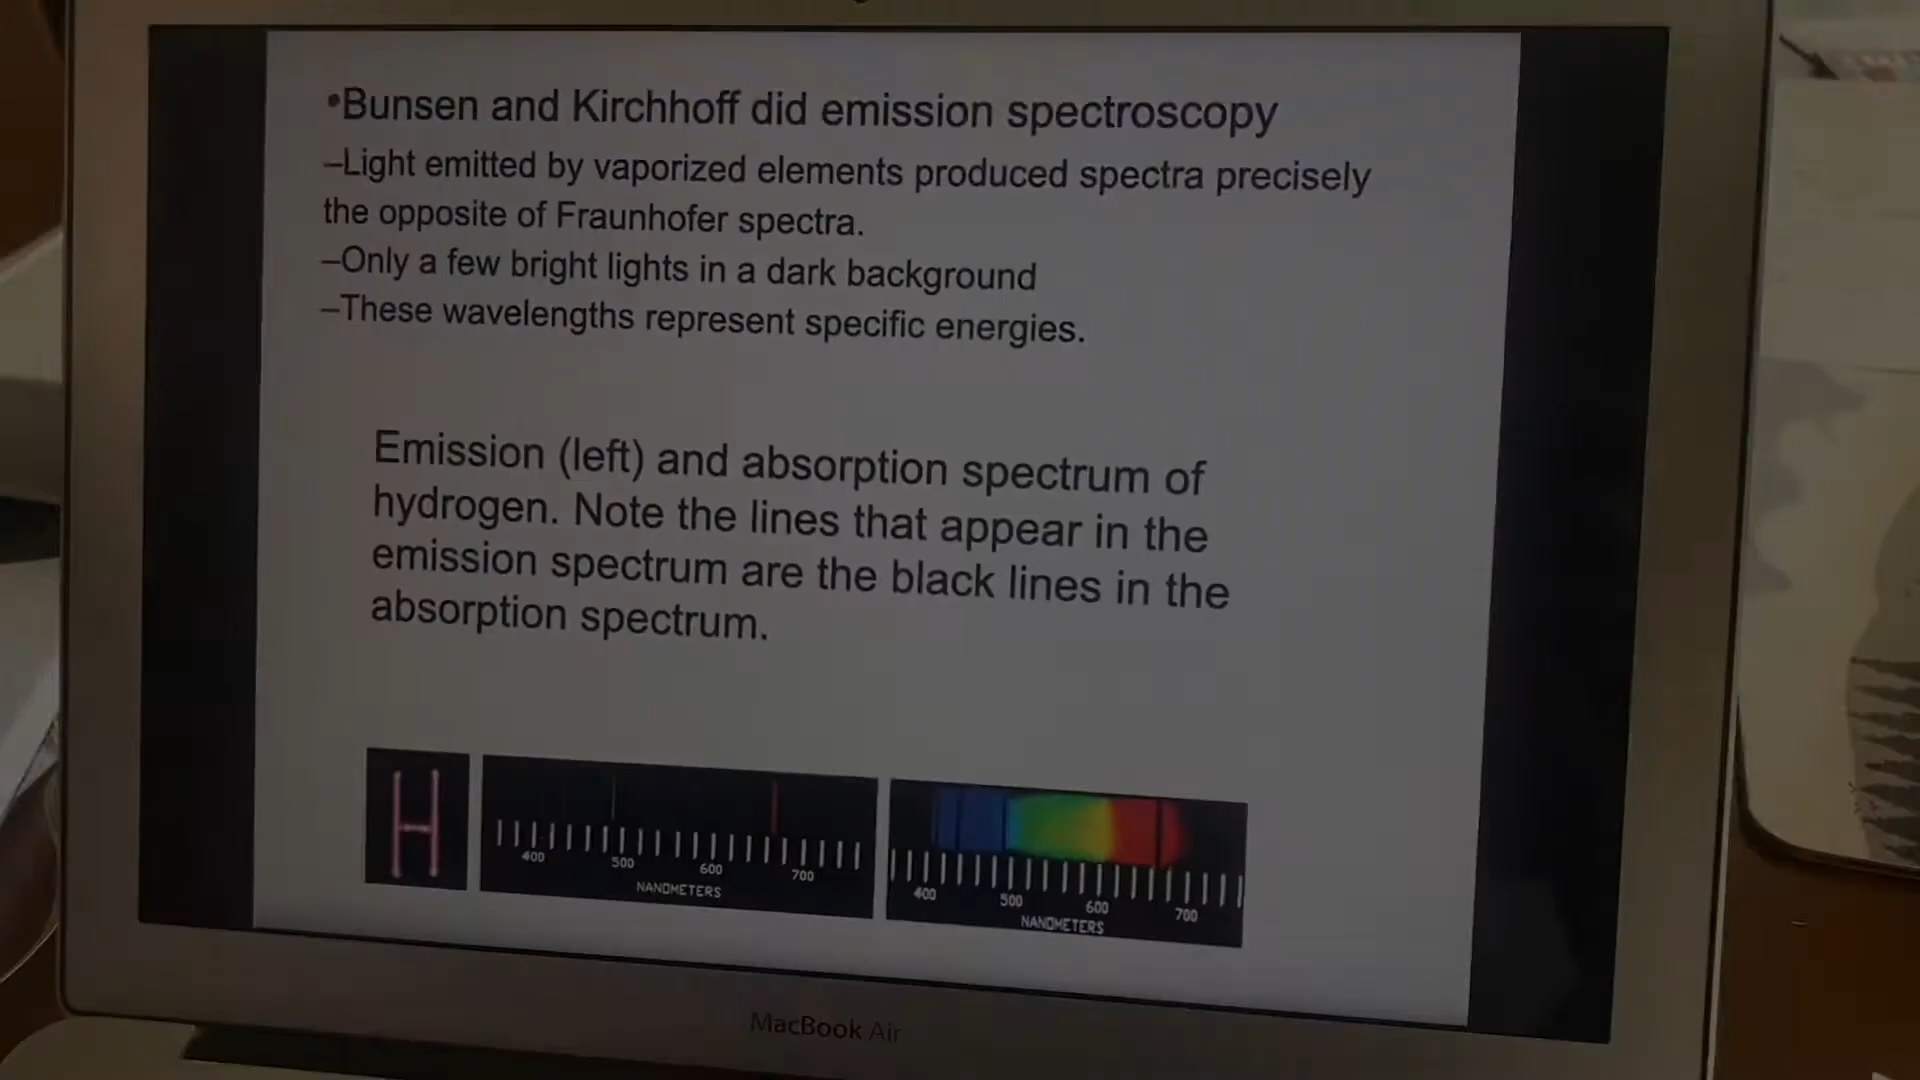 •Bunsen and Kirchhoff did emission spectroscopy
–Light emitted by vaporized elements produced spectra precisely
the opposite of Fraunhofer spectra.
–Only a few bright lights in a dark background
–These wavelengths represent specific energies.
Emission (left) and absorption spectrum of
hydrogen. Note the lines that appear in the
emission spectrum are the black lines in the
absorption spectrum.
H
400 500 600 700
NANOMETERS
400 500 600 700
NANOMETERS
MacBook Air